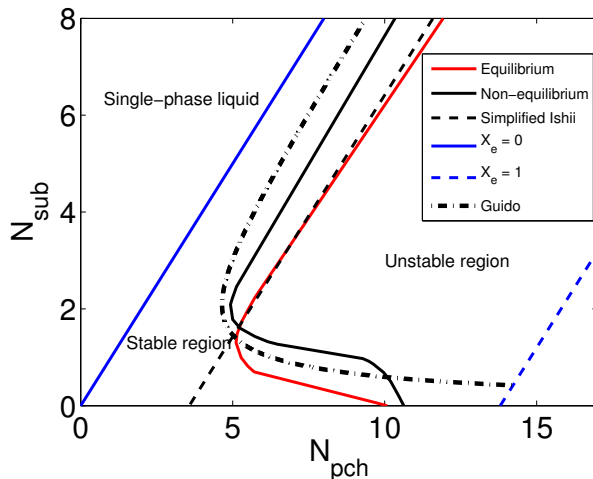 8
6
4
2
0
N_sub
Single-phase liquid
Stable region
Unstable region
Equilibrium
Non-equilibrium
Simplified Ishii
X_e = 0
X_e = 1
Guido
0 5 10 15
N_pch